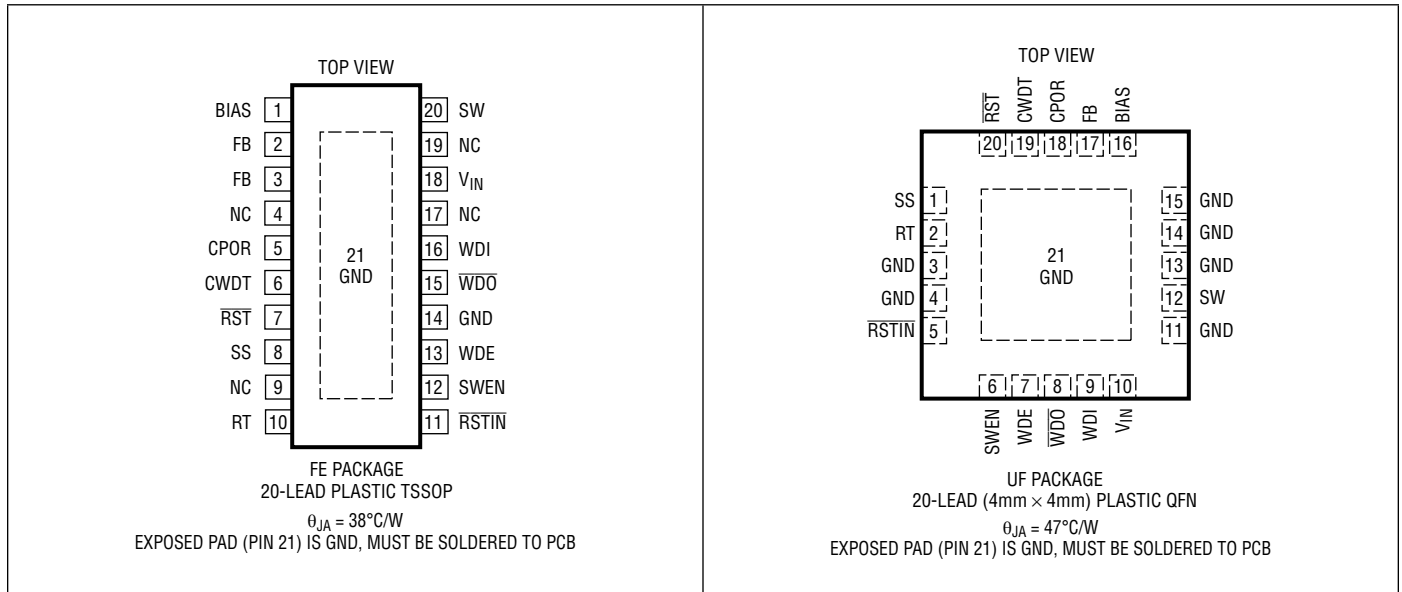 TOP VIEW
BIAS 1
FB 2
FB 3
NC 4
CPOR 5
CWDT 6
R̅S̅T̅ 7
SS 8
NC 9
RT 10
20 SW
19 NC
18 VIN
17 NC
16 WDI
15 W̅D̅O̅
14 GND
13 WDE
12 SWEN
11 R̅S̅T̅I̅N̅
21
GND
FE PACKAGE
20-LEAD PLASTIC TSSOP
θJA = 38°C/W
EXPOSED PAD (PIN 21) IS GND, MUST BE SOLDERED TO PCB
TOP VIEW
R̅S̅T̅ CWDT CPOR FB BIAS
20 19 18 17 16
SS 1
RT 2
GND 3
GND 4
R̅S̅T̅I̅N̅ 5
15 GND
14 GND
13 GND
12 SW
11 GND
21
GND
6 7 8 9 10
SWEN WDE W̅D̅O̅ WDI VIN
UF PACKAGE
20-LEAD (4mm × 4mm) PLASTIC QFN
θJA = 47°C/W
EXPOSED PAD (PIN 21) IS GND, MUST BE SOLDERED TO PCB